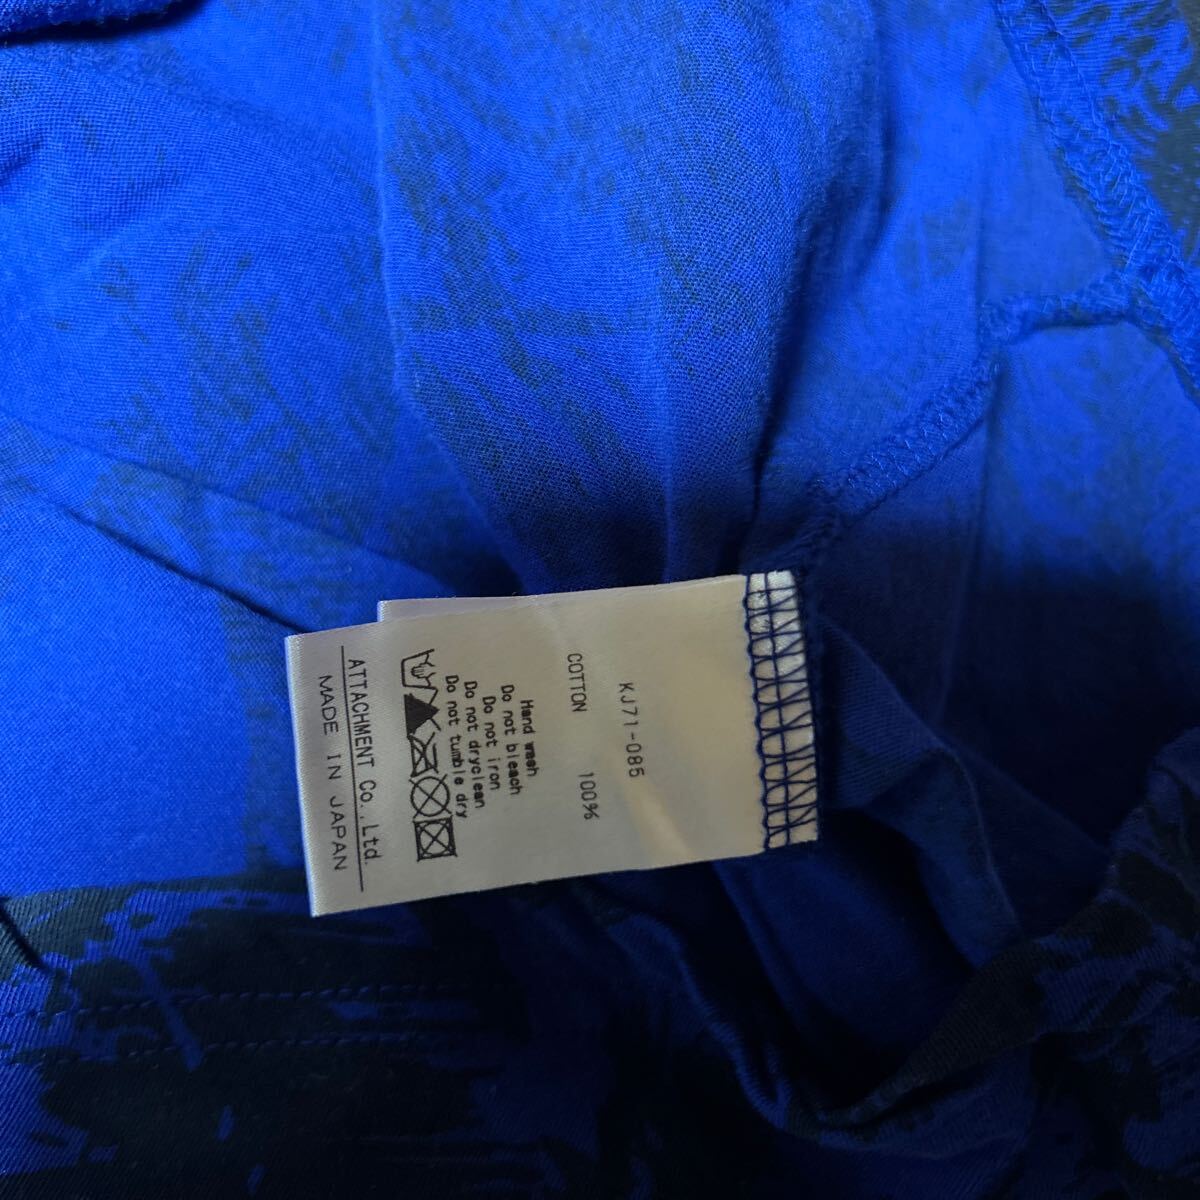 KJ71-085
COTTON 100%
Hand wash
Do not bleach
Do not iron
Do not dryclean
Do not tumble dry
ATTACHMENT Co.,Ltd.
MADE IN JAPAN